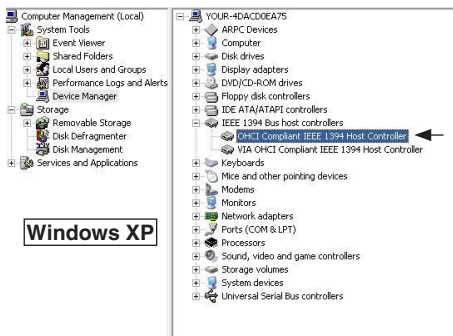 Computer Management (Local)
System Tools
Event Viewer
Shared Folders
Local Users and Groups
Performance Logs and Alerts
Device Manager
Storage
Removable Storage
Disk Defragmenter
Disk Management
Services and Applications
Windows XP
YOUR-4DACD0EA75
ARPC Devices
Computer
Disk drives
Display adapters
DVD/CD-ROM drives
Floppy disk controllers
IDE ATA/ATAPI controllers
IEEE 1394 Bus host controllers
OHCI Compliant IEEE 1394 Host Controller
VIA OHCI Compliant IEEE 1394 Host Controller
Keyboards
Mice and other pointing devices
Modems
Monitors
Network adapters
Ports (COM & LPT)
Processors
Sound, video and game controllers
Storage volumes
System devices
Universal Serial Bus controllers